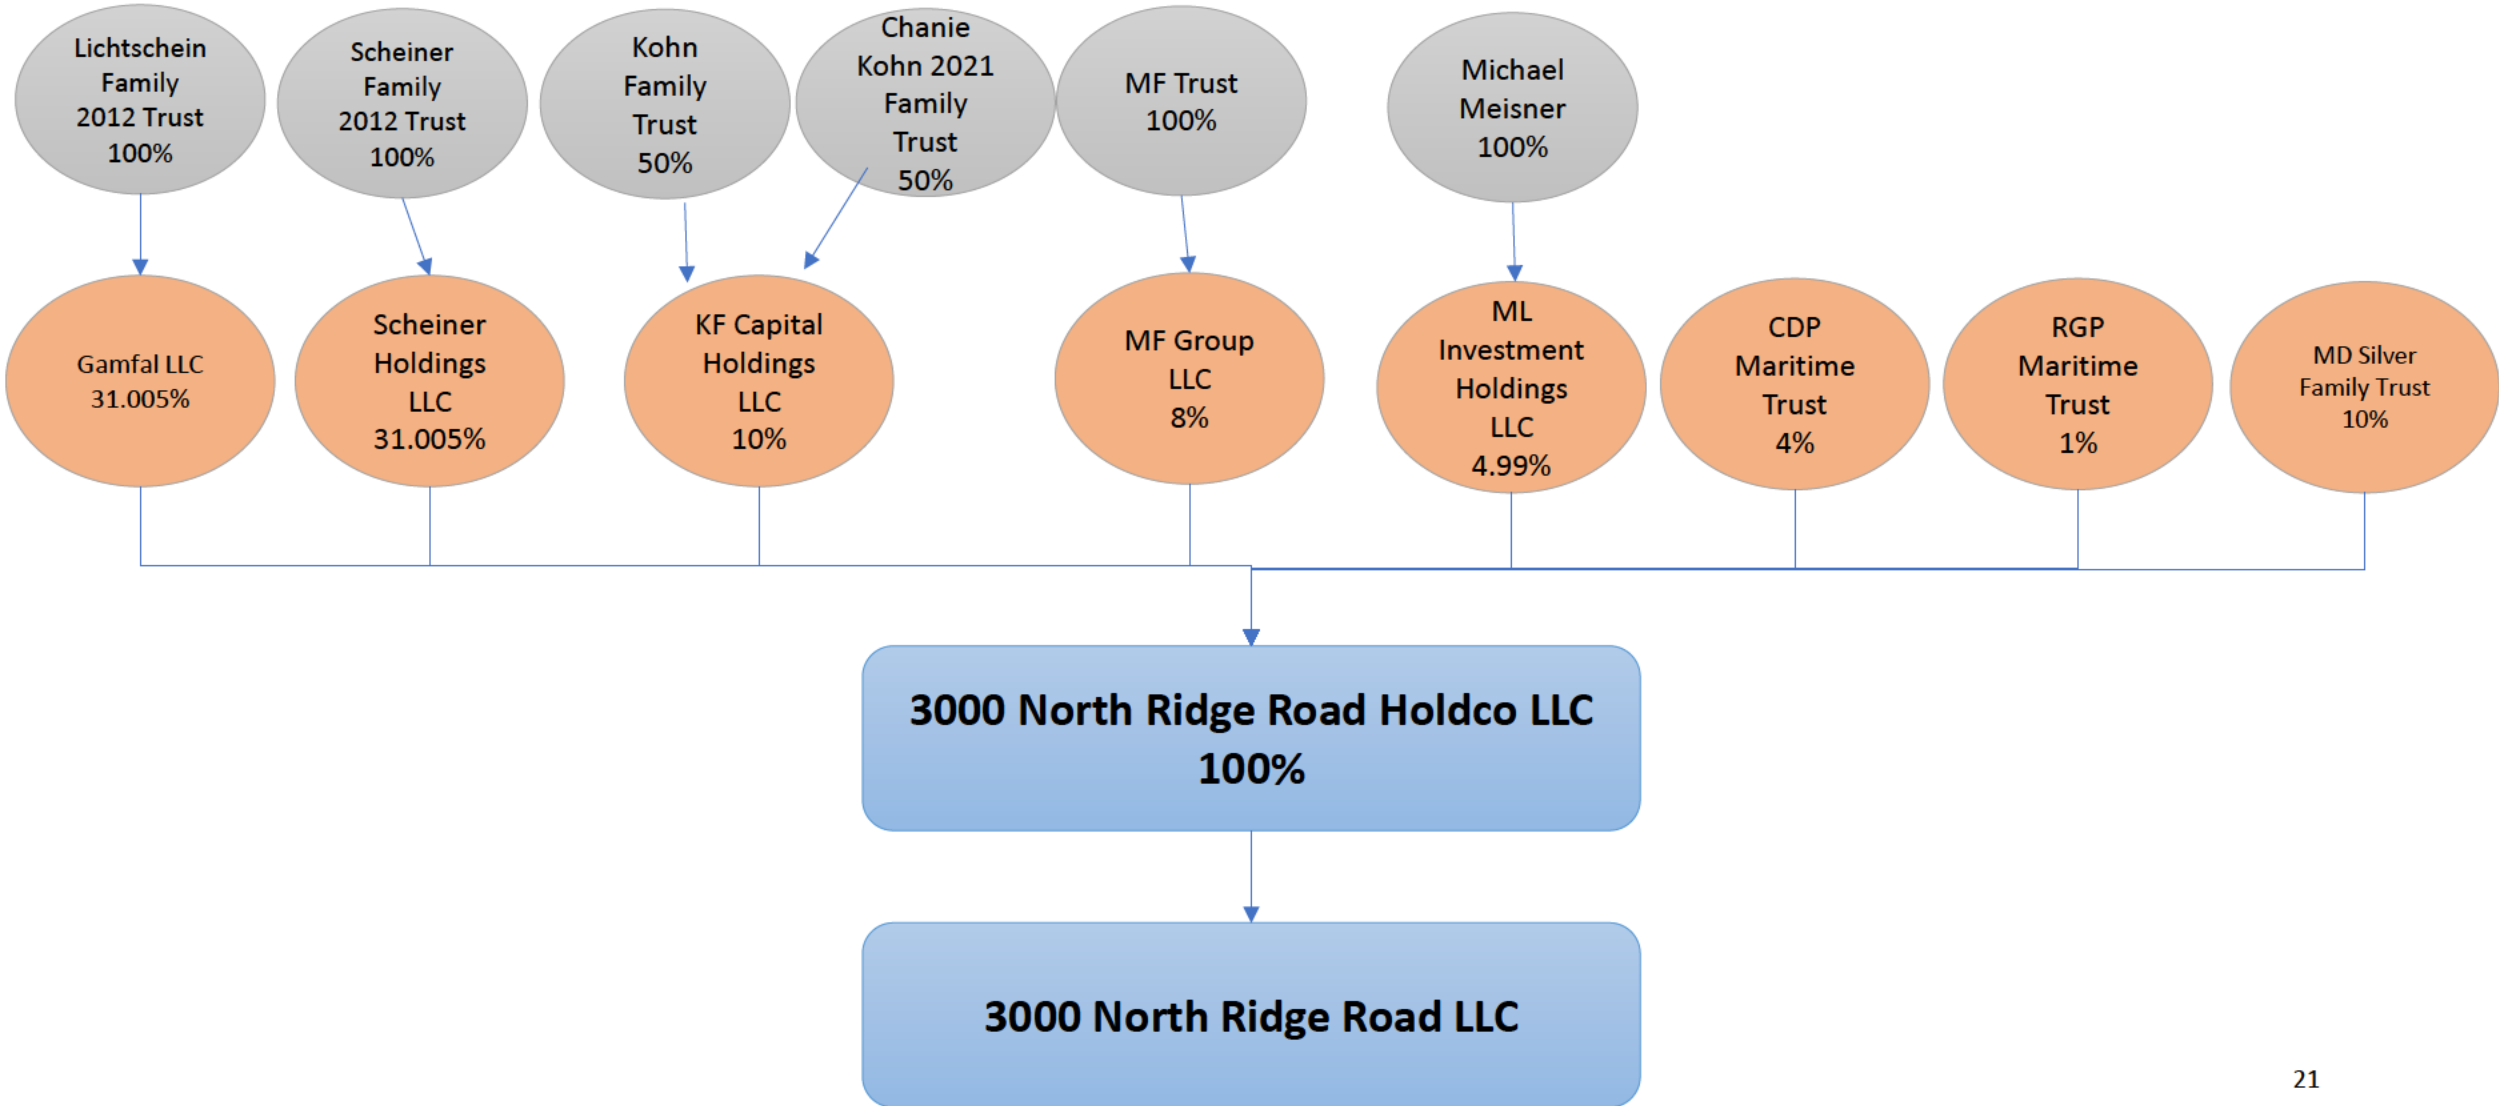 Lichtschein
Family
2012 Trust
100%
Scheiner
Family
2012 Trust
100%
Kohn
Family
Trust
50%
Chanie
Kohn 2021
Family
Trust
50%
MF Trust
100%
Michael
Meisner
100%
Gamfal LLC
31.005%
Scheiner
Holdings
LLC
31.005%
KF Capital
Holdings
LLC
10%
MF Group
LLC
8%
ML
Investment
Holdings
LLC
4.99%
CDP
Maritime
Trust
4%
RGP
Maritime
Trust
1%
MD Silver
Family Trust
10%
3000 North Ridge Road Holdco LLC
100%
3000 North Ridge Road LLC
21